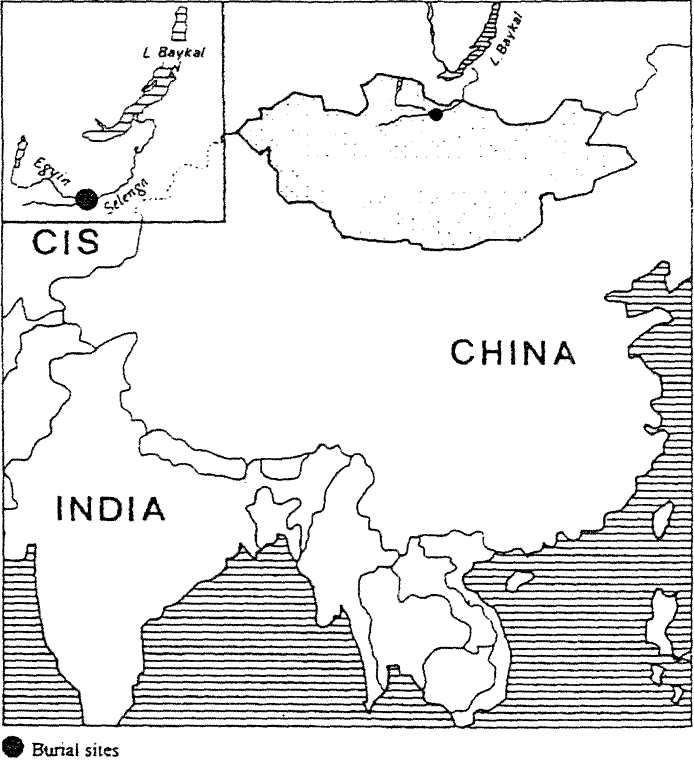 L Baykal
Egyin
Selenga
L Baykal
CIS
CHINA
INDIA
Burial sites